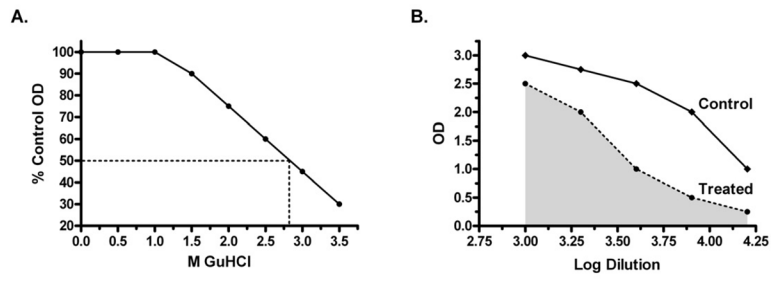 A.
% Control OD
100
90
80
70
60
50
40
30
20
0.0 0.5 1.0 1.5 2.0 2.5 3.0 3.5
M GuHCl
B.
OD
3.0
2.5
2.0
1.5
1.0
0.5
0.0
Control
Treated
2.75 3.00 3.25 3.50 3.75 4.00 4.25
Log Dilution